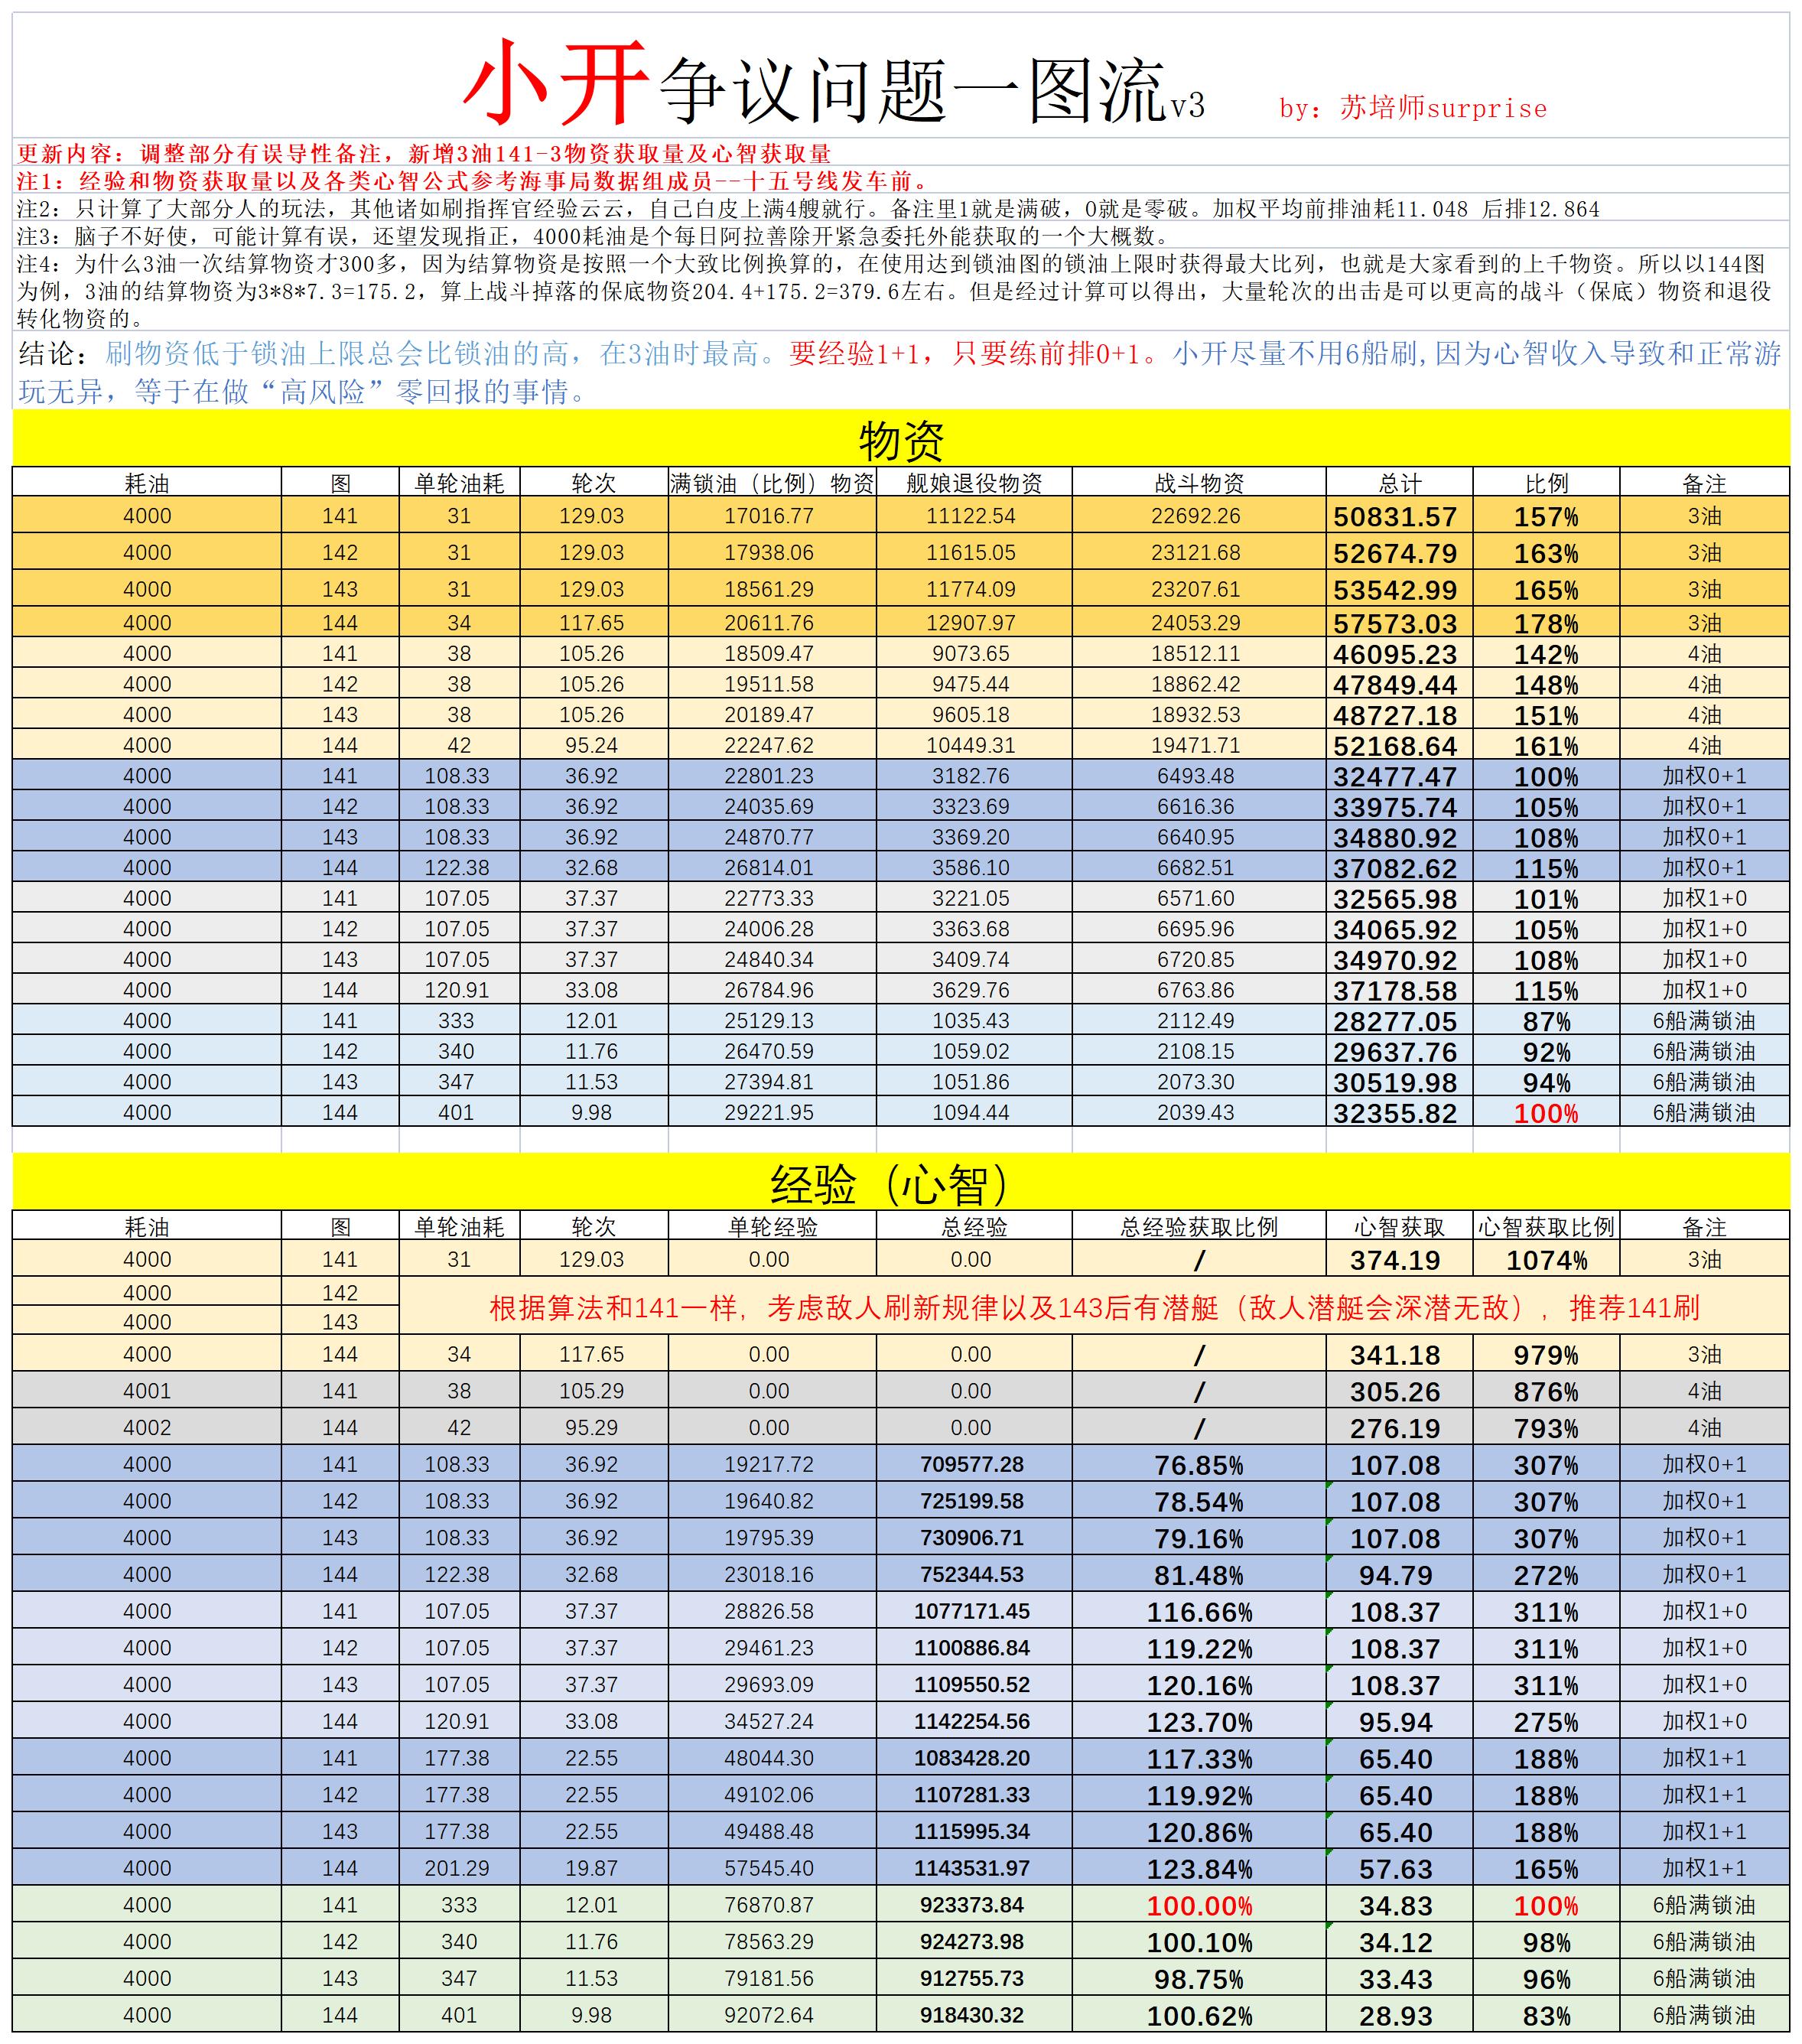 小开争议问题一图流v3 by：苏培师surprise
更新内容：调整部分有误导性备注，新增3油141-3物资获取量及心智获取量
注1：经验和物资获取量以及各类心智公式参考海事局数据组成员--十五号线发车前。
注2：只计算了大部分人的玩法，其他诸如刷指挥官经验云云，自己白皮上满4艘就行。备注里1就是满破，0就是零破。加权平均前排油耗11.048 后排12.864
注3：脑子不好使，可能计算有误，还望发现指正，4000耗油是个每日阿拉善除开紧急委托外能获取的一个大概数。
注4：为什么3油一次结算物资才300多，因为结算物资是按照一个大致比例换算的，在使用达到锁油图的锁油上限时获得最大比列，也就是大家看到的上千物资。所以以144图
为例，3油的结算物资为3*8*7.3=175.2，算上战斗掉落的保底物资204.4+175.2=379.6左右。但是经过计算可以得出，大量轮次的出击是可以更高的战斗（保底）物资和退役
转化物资的。
结论：刷物资低于锁油上限总会比锁油的高，在3油时最高。要经验1+1，只要练前排0+1。小开尽量不用6船刷,因为心智收入导致和正常游
玩无异，等于在做“高风险”零回报的事情。
物资
耗油 图 单轮油耗 轮次 满锁油（比例）物资 舰娘退役物资 战斗物资 总计 比例 备注
4000 141 31 129.03 17016.77 11122.54 22692.26 50831.57 157% 3油
4000 142 31 129.03 17938.06 11615.05 23121.68 52674.79 163% 3油
4000 143 31 129.03 18561.29 11774.09 23207.61 53542.99 165% 3油
4000 144 34 117.65 20611.76 12907.97 24053.29 57573.03 178% 3油
4000 141 38 105.26 18509.47 9073.65 18512.11 46095.23 142% 4油
4000 142 38 105.26 19511.58 9475.44 18862.42 47849.44 148% 4油
4000 143 38 105.26 20189.47 9605.18 18932.53 48727.18 151% 4油
4000 144 42 95.24 22247.62 10449.31 19471.71 52168.64 161% 4油
4000 141 108.33 36.92 22801.23 3182.76 6493.48 32477.47 100% 加权0+1
4000 142 108.33 36.92 24035.69 3323.69 6616.36 33975.74 105% 加权0+1
4000 143 108.33 36.92 24870.77 3369.20 6640.95 34880.92 108% 加权0+1
4000 144 122.38 32.68 26814.01 3586.10 6682.51 37082.62 115% 加权0+1
4000 141 107.05 37.37 22773.33 3221.05 6571.60 32565.98 101% 加权1+0
4000 142 107.05 37.37 24006.28 3363.68 6695.96 34065.92 105% 加权1+0
4000 143 107.05 37.37 24840.34 3409.74 6720.85 34970.92 108% 加权1+0
4000 144 120.91 33.08 26784.96 3629.76 6763.86 37178.58 115% 加权1+0
4000 141 333 12.01 25129.13 1035.43 2112.49 28277.05 87% 6船满锁油
4000 142 340 11.76 26470.59 1059.02 2108.15 29637.76 92% 6船满锁油
4000 143 347 11.53 27394.81 1051.86 2073.30 30519.98 94% 6船满锁油
4000 144 401 9.98 29221.95 1094.44 2039.43 32355.82 100% 6船满锁油
经验（心智）
耗油 图 单轮油耗 轮次 单轮经验 总经验 总经验获取比例 心智获取 心智获取比例 备注
4000 141 31 129.03 0.00 0.00 / 374.19 1074% 3油
4000 142
根据算法和141一样，考虑敌人刷新规律以及143后有潜艇（敌人潜艇会深潜无敌），推荐141刷
4000 143
4000 144 34 117.65 0.00 0.00 / 341.18 979% 3油
4001 141 38 105.29 0.00 0.00 / 305.26 876% 4油
4002 144 42 95.29 0.00 0.00 / 276.19 793% 4油
4000 141 108.33 36.92 19217.72 709577.28 76.85% 107.08 307% 加权0+1
4000 142 108.33 36.92 19640.82 725199.58 78.54% 107.08 307% 加权0+1
4000 143 108.33 36.92 19795.39 730906.71 79.16% 107.08 307% 加权0+1
4000 144 122.38 32.68 23018.16 752344.53 81.48% 94.79 272% 加权0+1
4000 141 107.05 37.37 28826.58 1077171.45 116.66% 108.37 311% 加权1+0
4000 142 107.05 37.37 29461.23 1100886.84 119.22% 108.37 311% 加权1+0
4000 143 107.05 37.37 29693.09 1109550.52 120.16% 108.37 311% 加权1+0
4000 144 120.91 33.08 34527.24 1142254.56 123.70% 95.94 275% 加权1+0
4000 141 177.38 22.55 48044.30 1083428.20 117.33% 65.40 188% 加权1+1
4000 142 177.38 22.55 49102.06 1107281.33 119.92% 65.40 188% 加权1+1
4000 143 177.38 22.55 49488.48 1115995.34 120.86% 65.40 188% 加权1+1
4000 144 201.29 19.87 57545.40 1143531.97 123.84% 57.63 165% 加权1+1
4000 141 333 12.01 76870.87 923373.84 100.00% 34.83 100% 6船满锁油
4000 142 340 11.76 78563.29 924273.98 100.10% 34.12 98% 6船满锁油
4000 143 347 11.53 79181.56 912755.73 98.75% 33.43 96% 6船满锁油
4000 144 401 9.98 92072.64 918430.32 100.62% 28.93 83% 6船满锁油